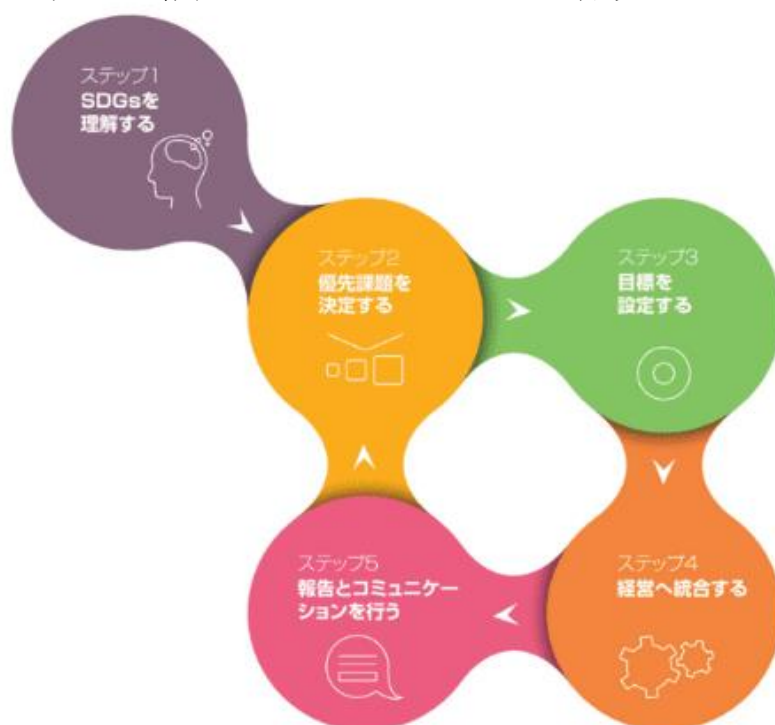 ステップ1
SDGsを
理解する
ステップ2
優先課題を
決定する
ステップ3
目標を
設定する
ステップ5
報告とコミュニケー
ションを行う
ステップ4
経営へ統合する